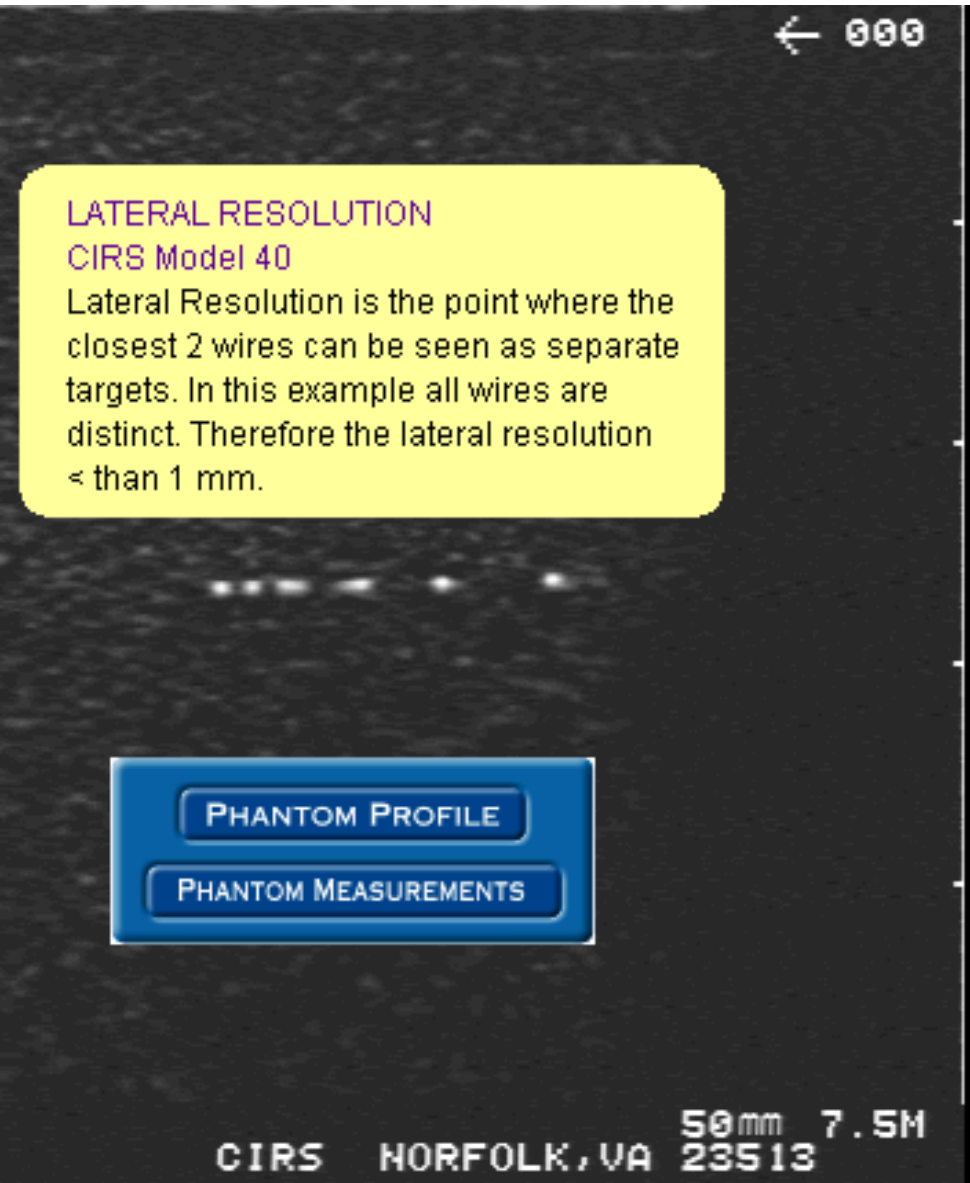 ← 000
LATERAL RESOLUTION
CIRS Model 40
Lateral Resolution is the point where the
closest 2 wires can be seen as separate
targets. In this example all wires are
distinct. Therefore the lateral resolution
< than 1 mm.
PHANTOM PROFILE
PHANTOM MEASUREMENTS
50mm 7.5M
CIRS NORFOLK,VA 23513